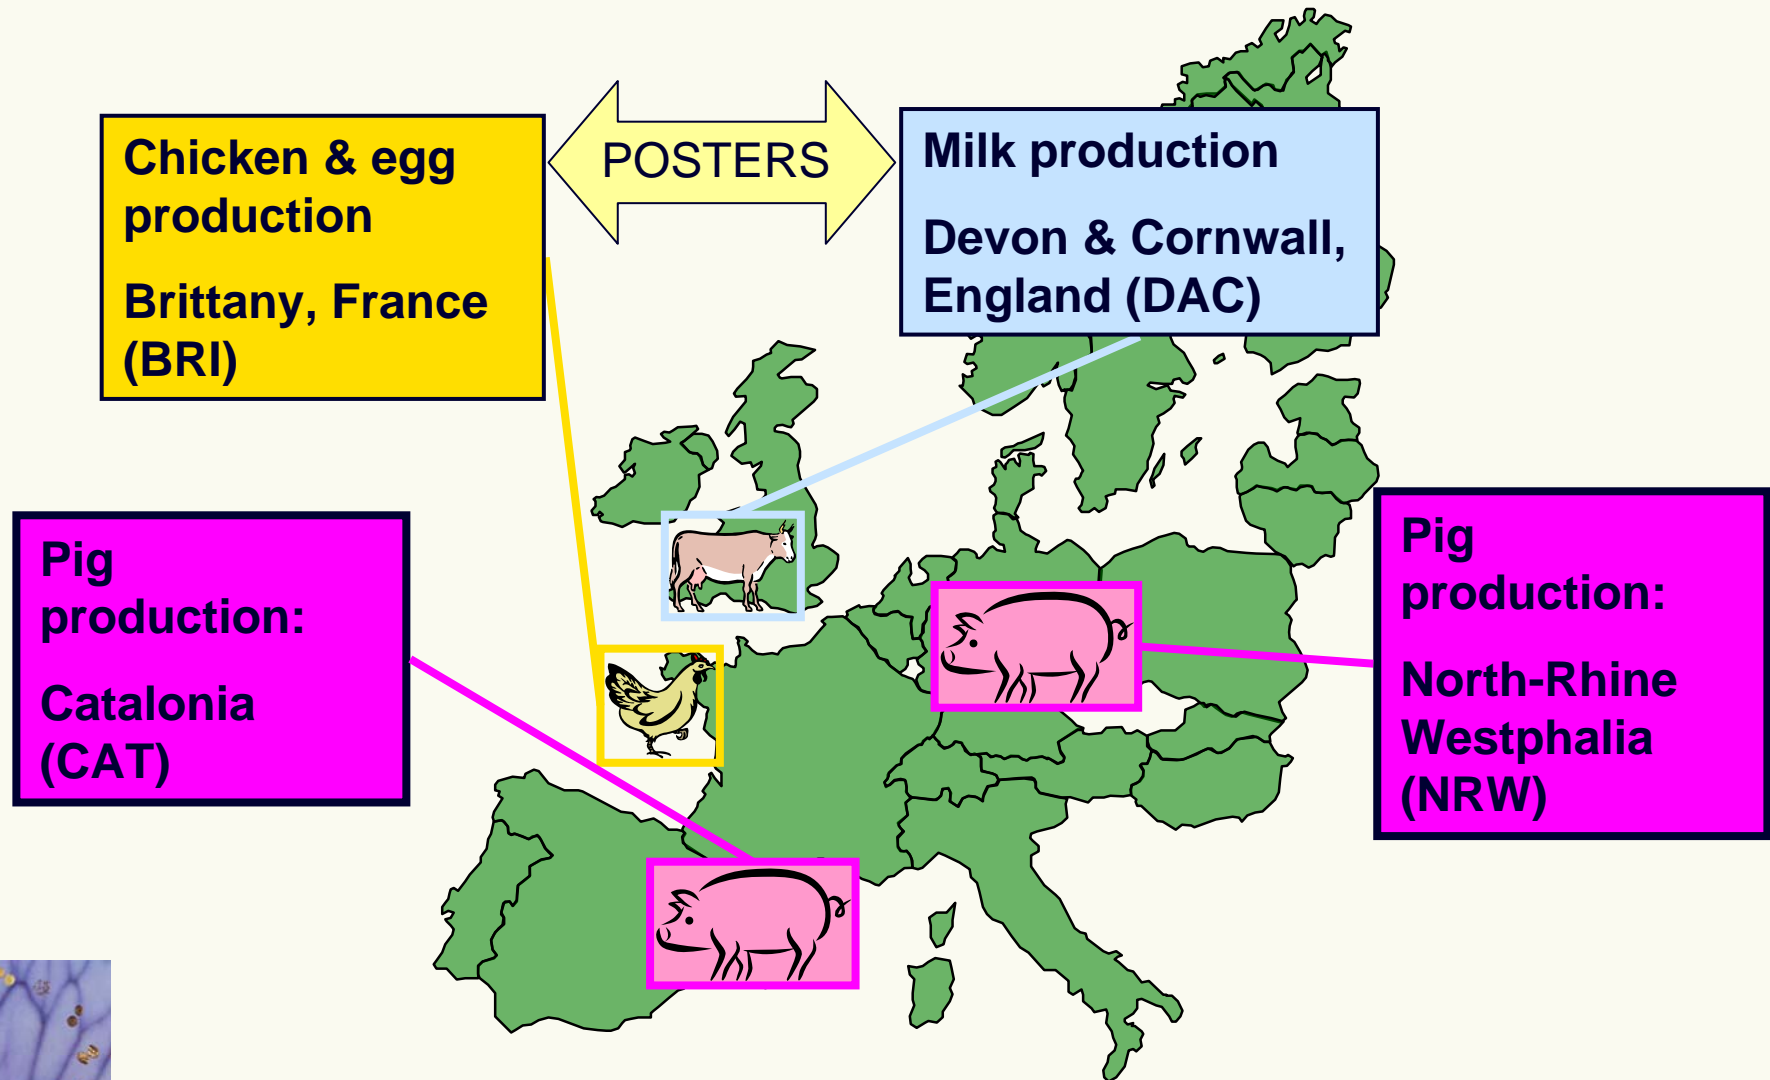 Chicken & egg
production
Brittany, France
(BRI)
POSTERS
Milk production
Devon & Cornwall,
England (DAC)
Pig
production:
Catalonia
(CAT)
Pig
production:
North-Rhine
Westphalia
(NRW)